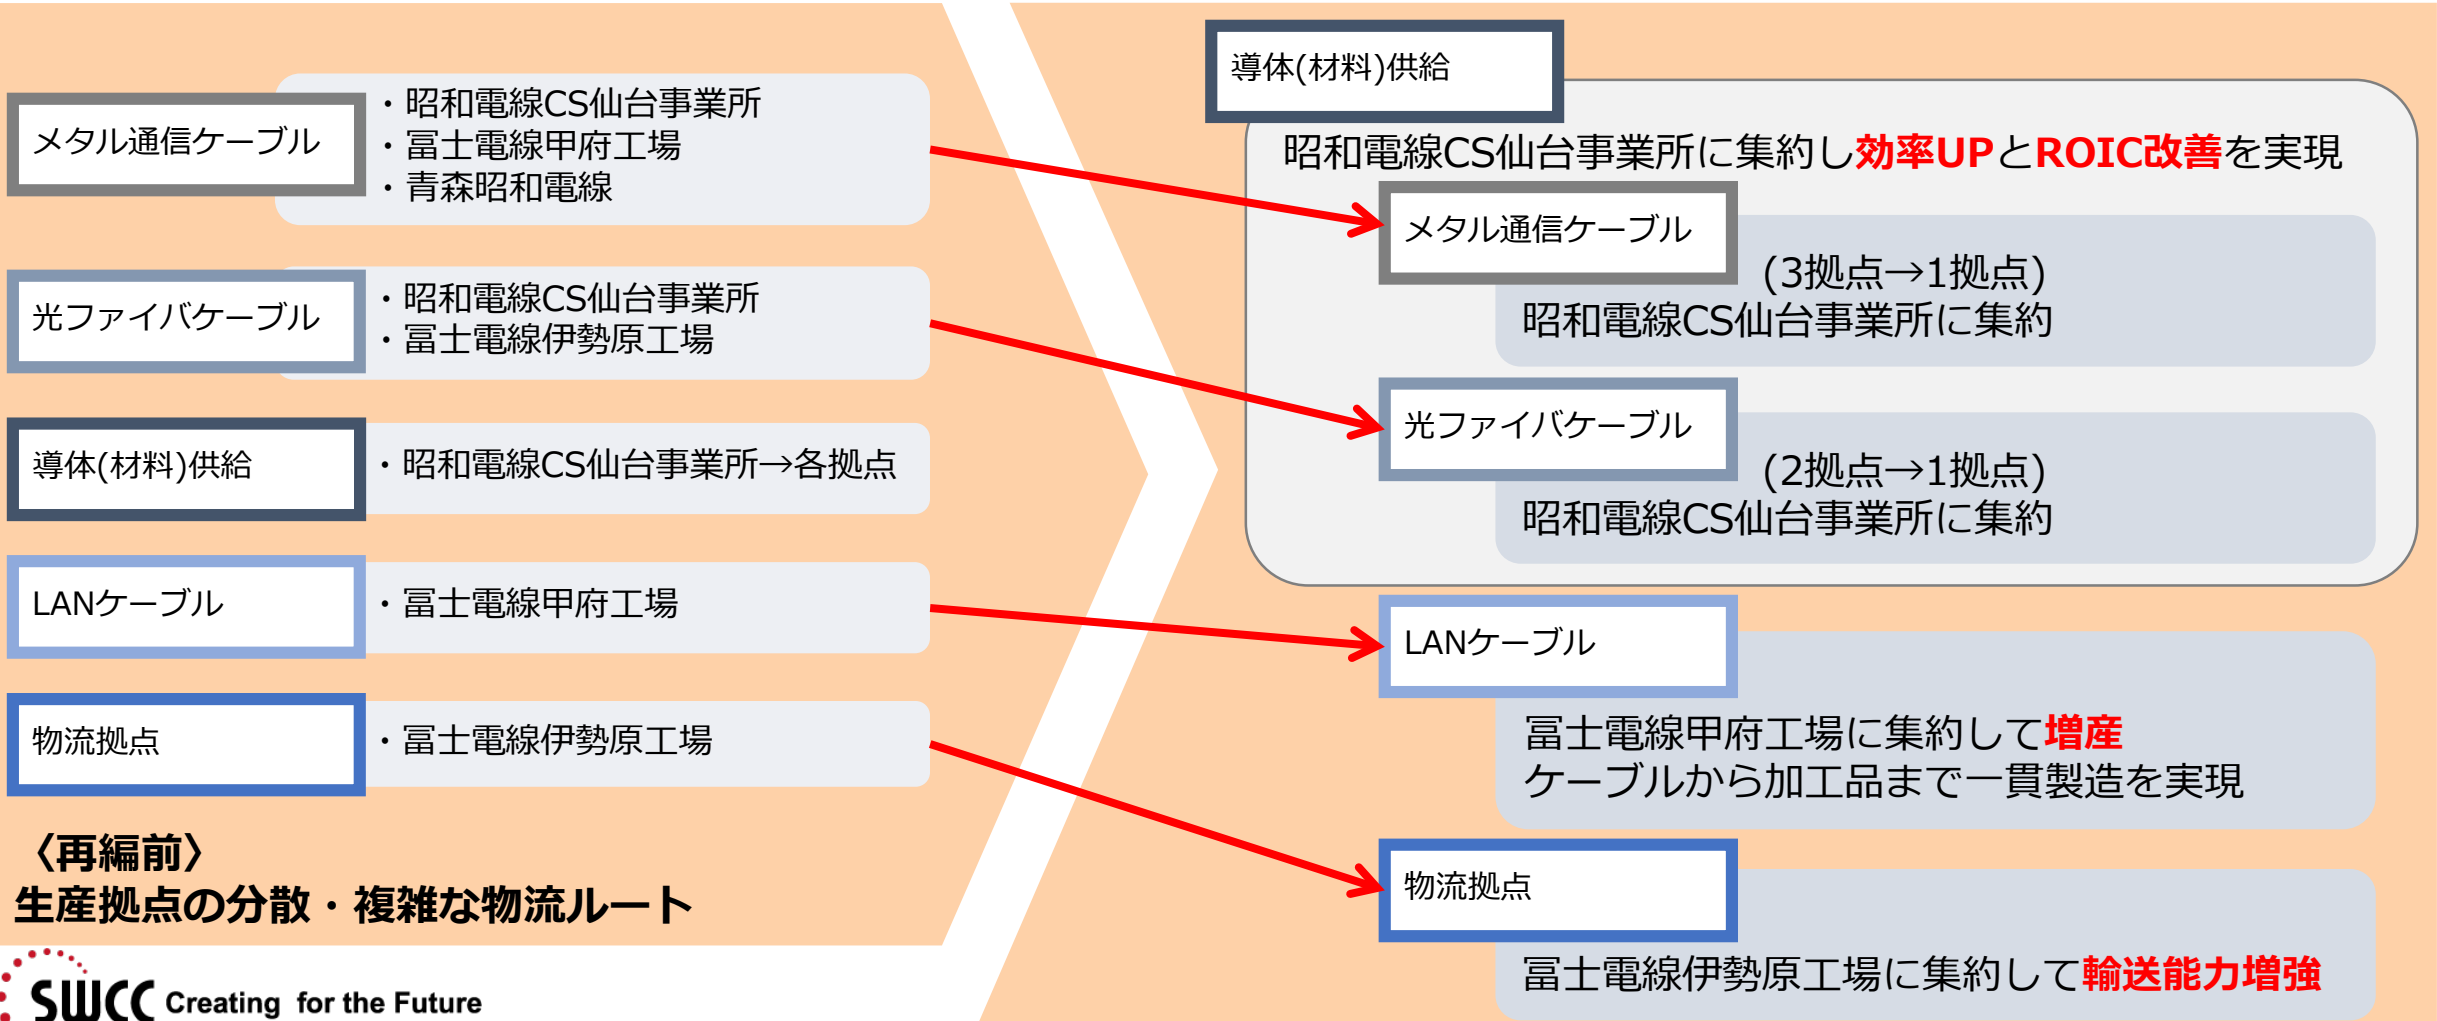 メタル通信ケーブル
・昭和電線CS仙台事業所
・冨士電線甲府工場
・青森昭和電線
光ファイバケーブル
・昭和電線CS仙台事業所
・冨士電線伊勢原工場
導体(材料)供給
・昭和電線CS仙台事業所→各拠点
LANケーブル
・冨士電線甲府工場
物流拠点
・冨士電線伊勢原工場
〈再編前〉
生産拠点の分散・複雑な物流ルート
SWCC Creating for the Future
導体(材料)供給
昭和電線CS仙台事業所に集約し効率UPとROIC改善を実現
メタル通信ケーブル
(3拠点→1拠点)
昭和電線CS仙台事業所に集約
光ファイバケーブル
(2拠点→1拠点)
昭和電線CS仙台事業所に集約
LANケーブル
冨士電線甲府工場に集約して増産
ケーブルから加工品まで一貫製造を実現
物流拠点
冨士電線伊勢原工場に集約して輸送能力増強